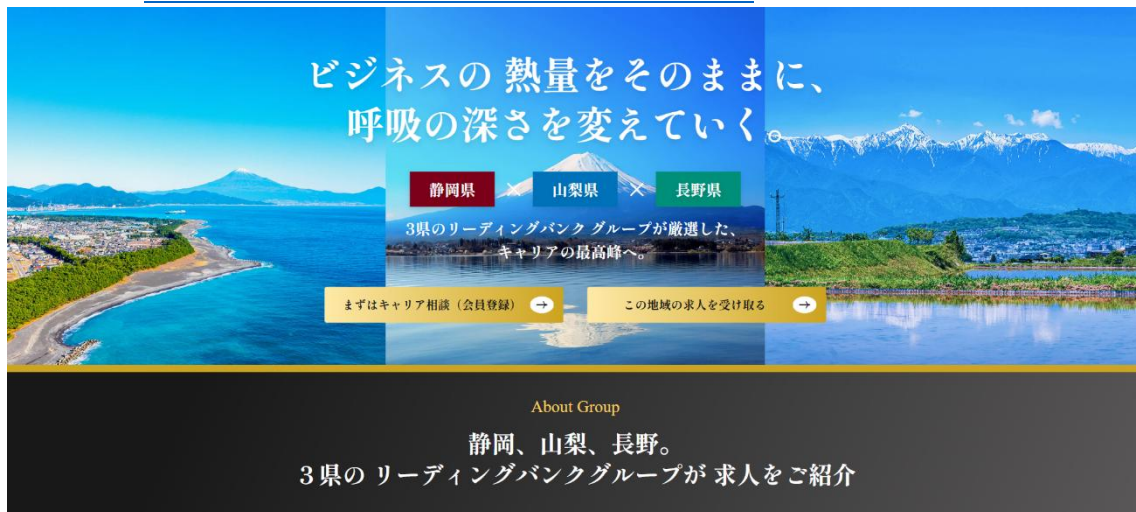 ビジネスの 熱量をそのままに、
呼吸の深さを変えていく。
静岡県 × 山梨県 × 長野県
3県のリーディングバンク グループが厳選した、
キャリアの最高峰へ。
まずはキャリア相談（会員登録） →
この地域の求人を受け取る →
About Group
静岡、山梨、長野。
３県の リーディングバンクグループが 求人をご紹介